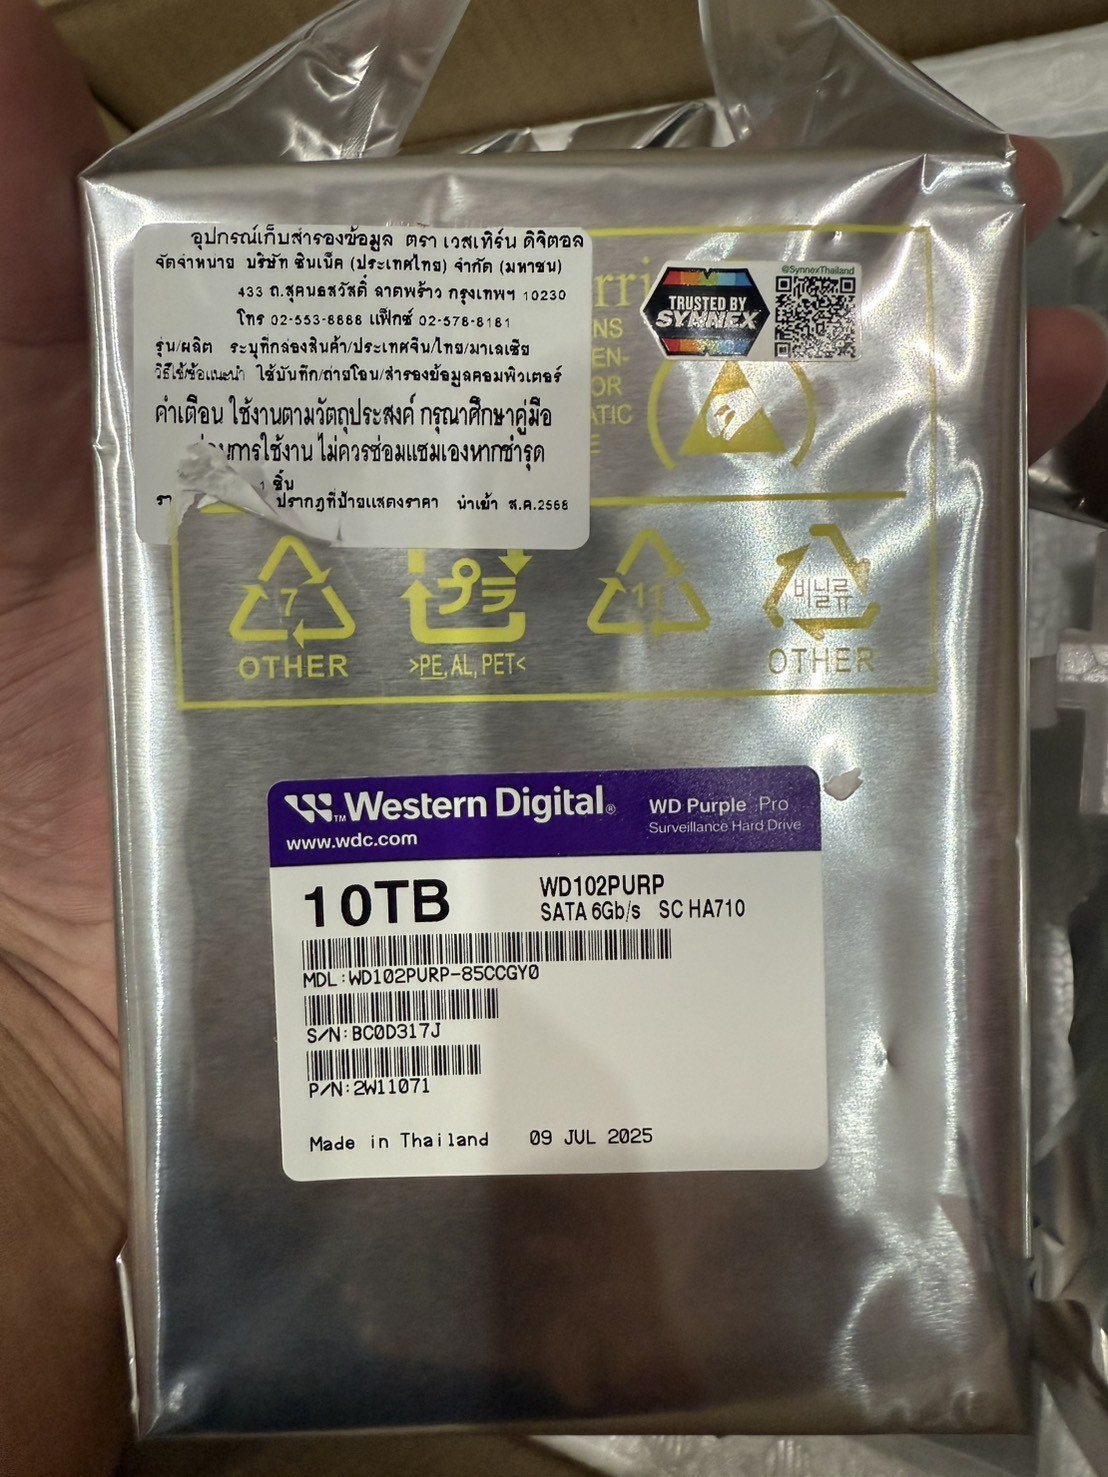 อุปกรณ์เก็บสำรองข้อมูล ตรา เวสเทิร์น ดิจิตอล
จัดจำหน่าย บริษัท ซินเน็ค (ประเทศไทย) จำกัด (มหาชน)
433 ถ.สุคนธสวัสดิ์ ลาดพร้าว กรุงเทพฯ 10230
โทร 02-553-8888 แฟ็กซ์ 02-578-8181
รุ่น/ผลิต ระบุที่กล่องสินค้า/ประเทศจีน/ไทย/มาเลเซีย
วิธีใช้/ข้อแนะนำ ใช้บันทึก/ถ่ายโอน/สำรองข้อมูลคอมพิวเตอร์
คำเตือน ใช้งานตามวัตถุประสงค์ กรุณาศึกษาคู่มือ
การใช้งาน ไม่ควรซ่อมแซมเองหากชำรุด
1 ชิ้น
ปรากฏที่ป้ายแสดงราคา นำเข้า ส.ค.2568
@SynnexThailand
TRUSTED BY
SYNNEX
NS
EN-
OR
ATIC
E
7
OTHER
プラ
>PE, AL, PET<
11
비닐류
OTHER
Western Digital®
www.wdc.com
WD Purple Pro
Surveillance Hard Drive
10TB
WD102PURP
SATA 6Gb/s SC HA710
MDL:WD102PURP-85CCGY0
S/N:BC0D317J
P/N:2W11071
Made in Thailand 09 JUL 2025